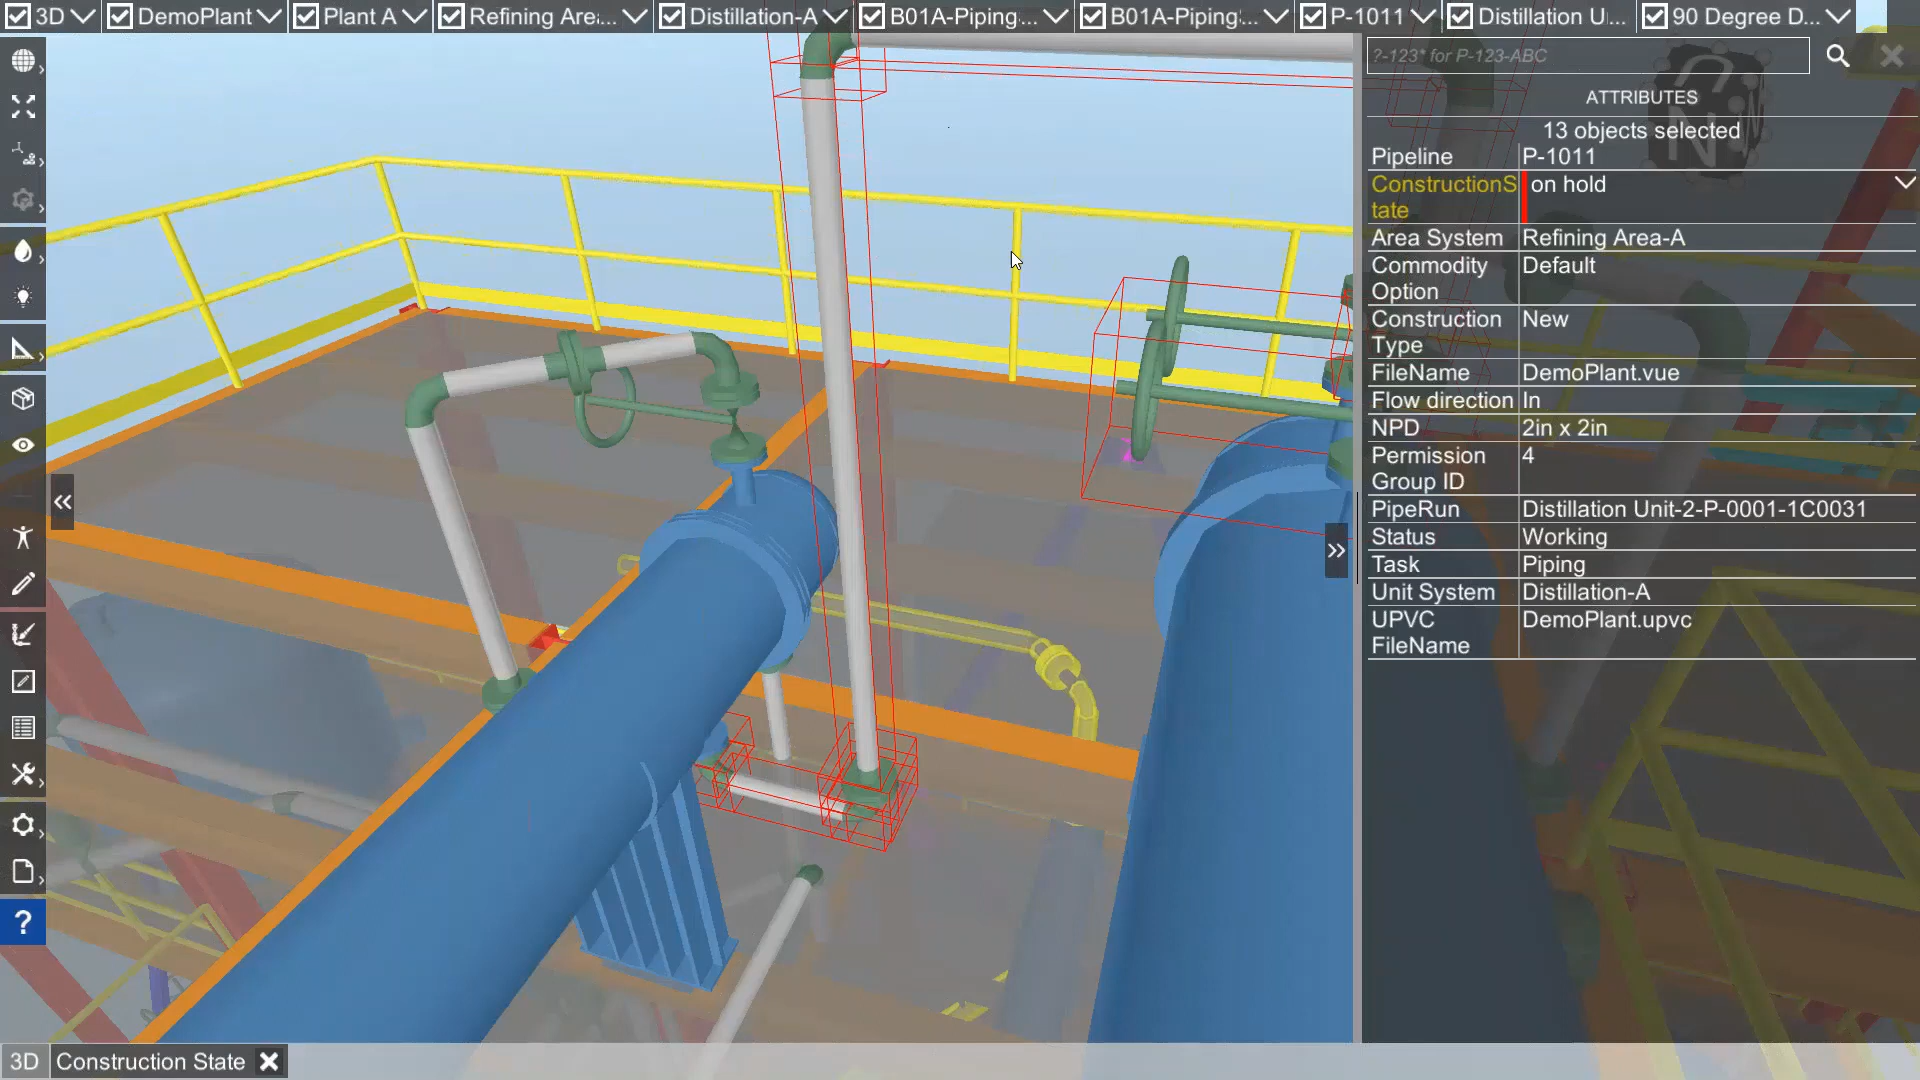 3D DemoPlant Plant A Refining Area... Distillation-A B01A-Piping... B01A-Piping... P-1011 Distillation U... 90 Degree D...
?-123* for P-123-ABC
ATTRIBUTES
13 objects selected
Pipeline P-1011
ConstructionS on hold
tate
Area System Refining Area-A
Commodity Default
Option
Construction New
Type
FileName DemoPlant.vue
Flow direction In
NPD 2in x 2in
Permission 4
Group ID
PipeRun Distillation Unit-2-P-0001-1C0031
Status Working
Task Piping
Unit System Distillation-A
UPVC DemoPlant.upvc
FileName
N
?
3D Construction State